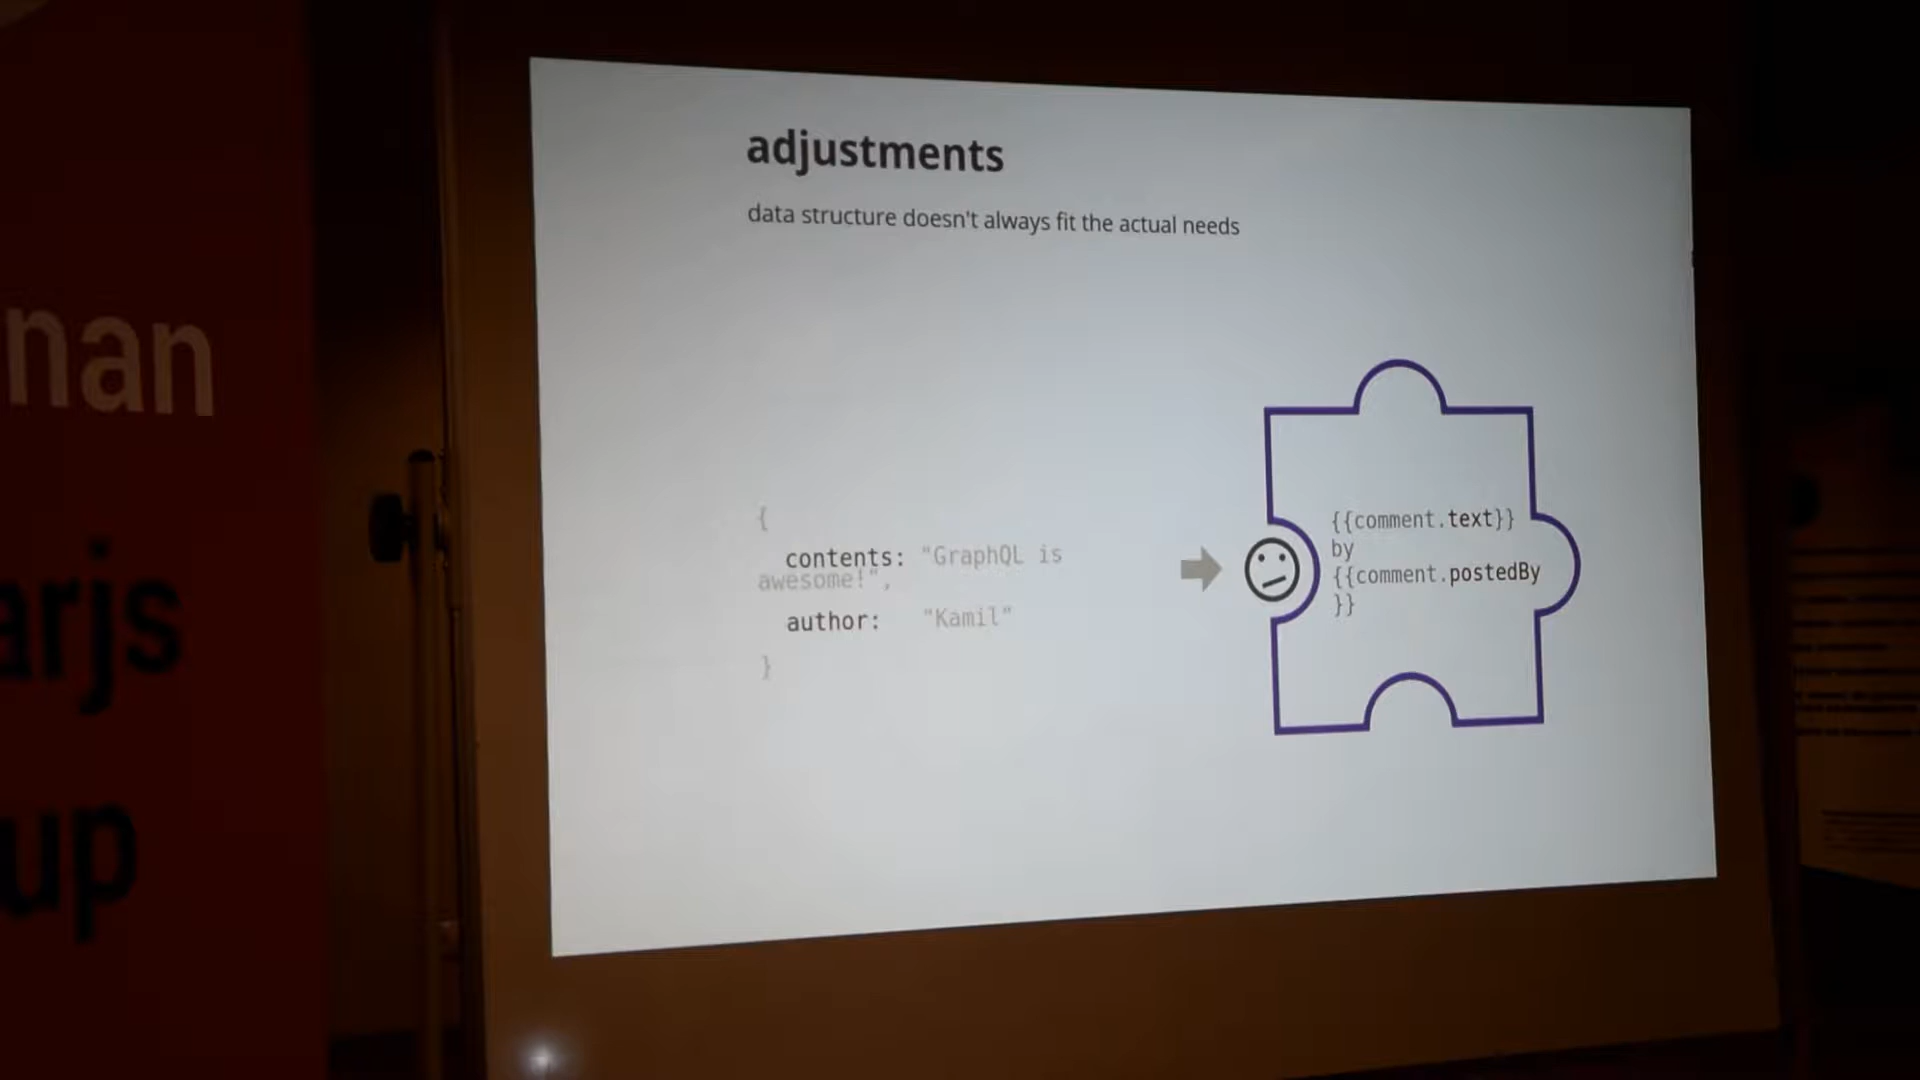 nan
arjs
up
adjustments
data structure doesn't always fit the actual needs
{
contents: "GraphQL is
awesome!",
author: "Kamil"
}
{{comment.text}}
by
{{comment.postedBy
}}